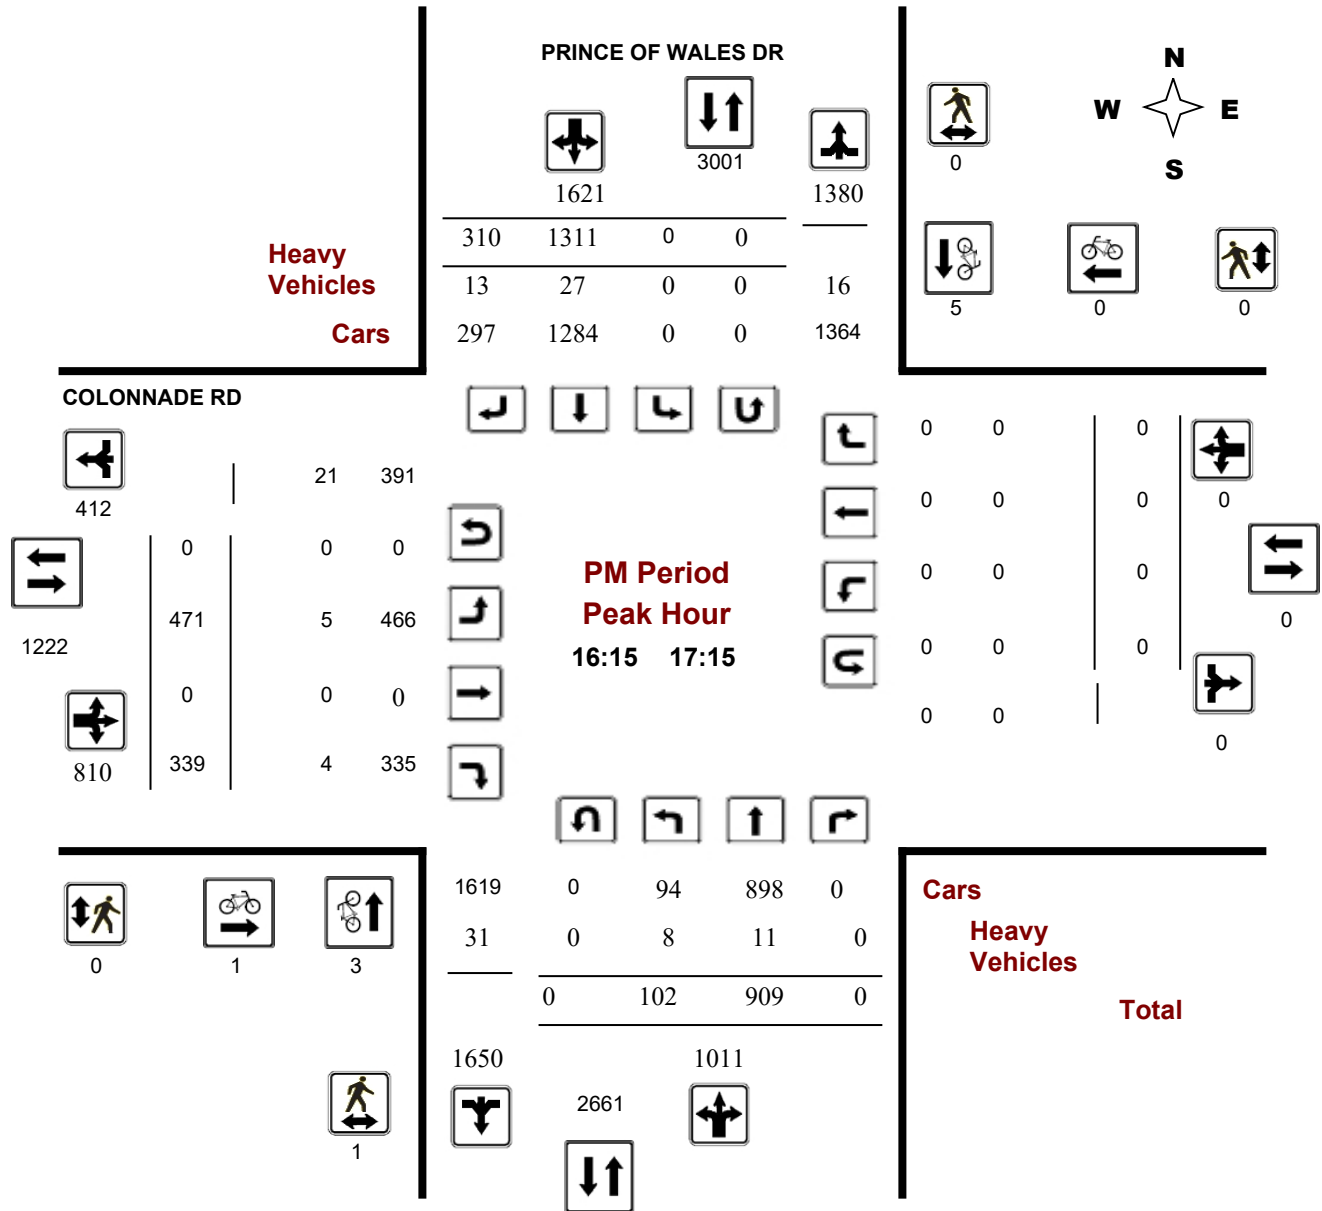 PRINCE OF WALES DR
N
W E
S
3001
0
1621 1380
310 1311 0 0
Heavy
Vehicles
13 27 0 0 16
5 0 0
Cars
297 1284 0 0 1364
COLONNADE RD
0 0 0
21 391
412
0 0 0 0
0 0 0
PM Period
0 0 0
Peak Hour
471 5 466
0
1222
16:15 17:15
0 0 0
0 0 0
0 0
0
810 339 4 335
1619 0 94 898 0
Cars
31 0 8 11 0
Heavy
Vehicles
0 1 3
0 102 909 0
Total
1650 1011
2661
1